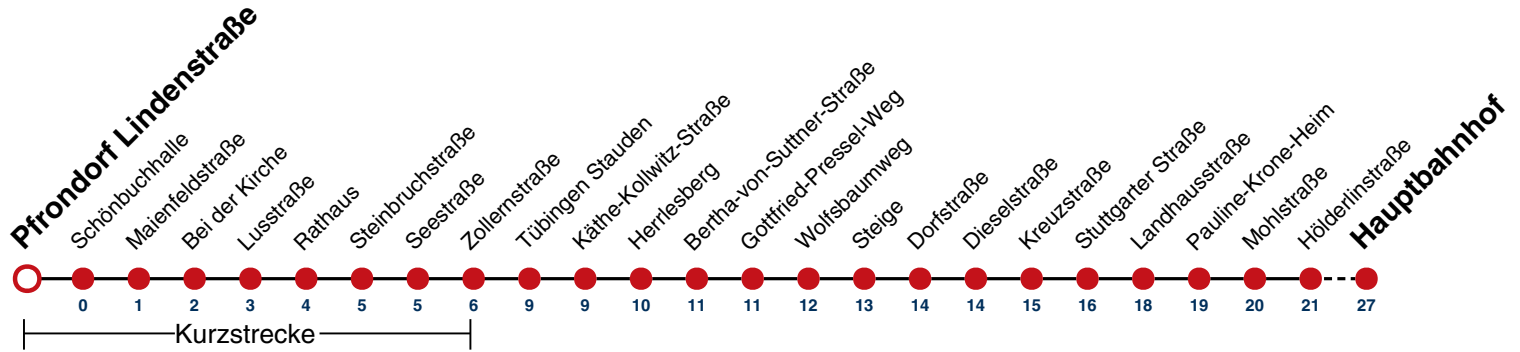 Pfrondorf Lindenstraße
Schönbuchhalle
Maienfeldstraße
Bei der Kirche
Lusstraße
Rathaus
Steinbruchstraße
Seestraße
Zollernstraße
Tübingen Stauden
Käthe-Kollwitz-Straße
Herrlesberg
Bertha-von-Suttner-Straße
Gottfried-Pressel-Weg
Wolfsbaumweg
Steige
Dorfstraße
Dieselstraße
Kreuzstraße
Stuttgarter Straße
Landhausstraße
Pauline-Krone-Heim
Mohlstraße
Hölderlinstraße
Hauptbahnhof
0 1 2 3 4 5 5 6 9 9 10 11 11 12 13 14 14 15 16 18 19 20 21 27
Kurzstrecke